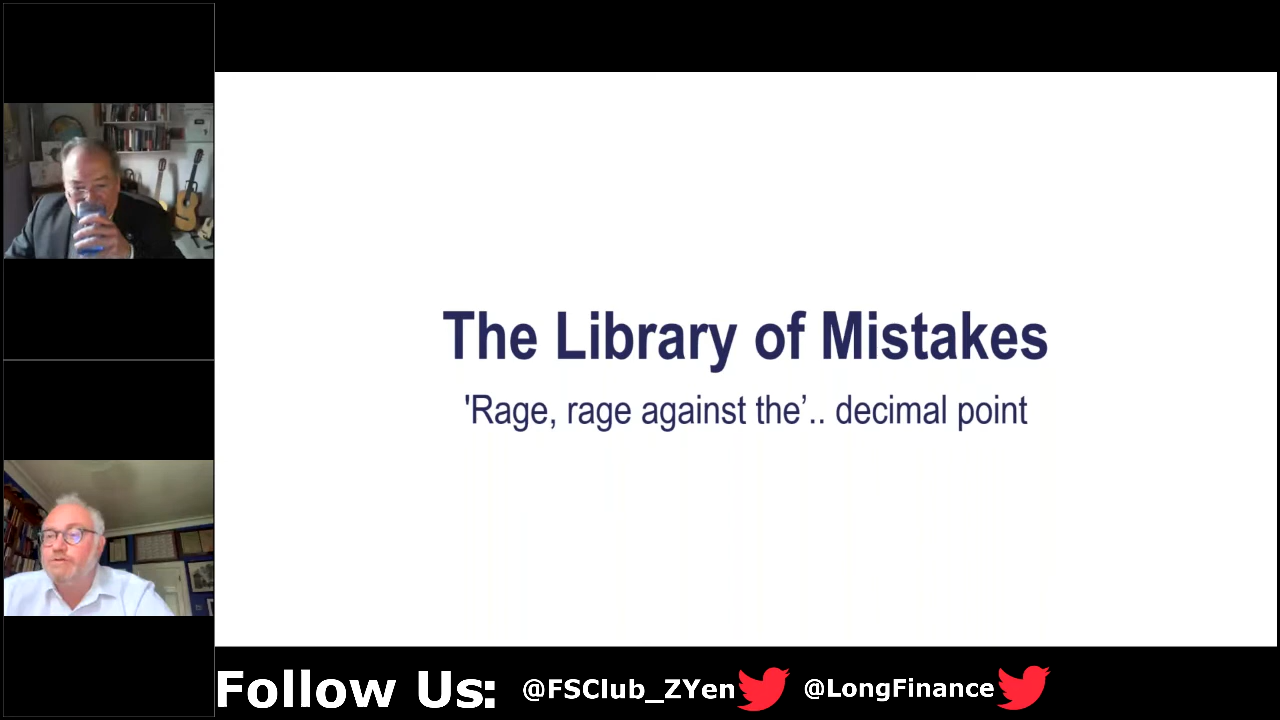 The Library of Mistakes
'Rage, rage against the’.. decimal point
Follow Us: @FSClub_ZYen @LongFinance